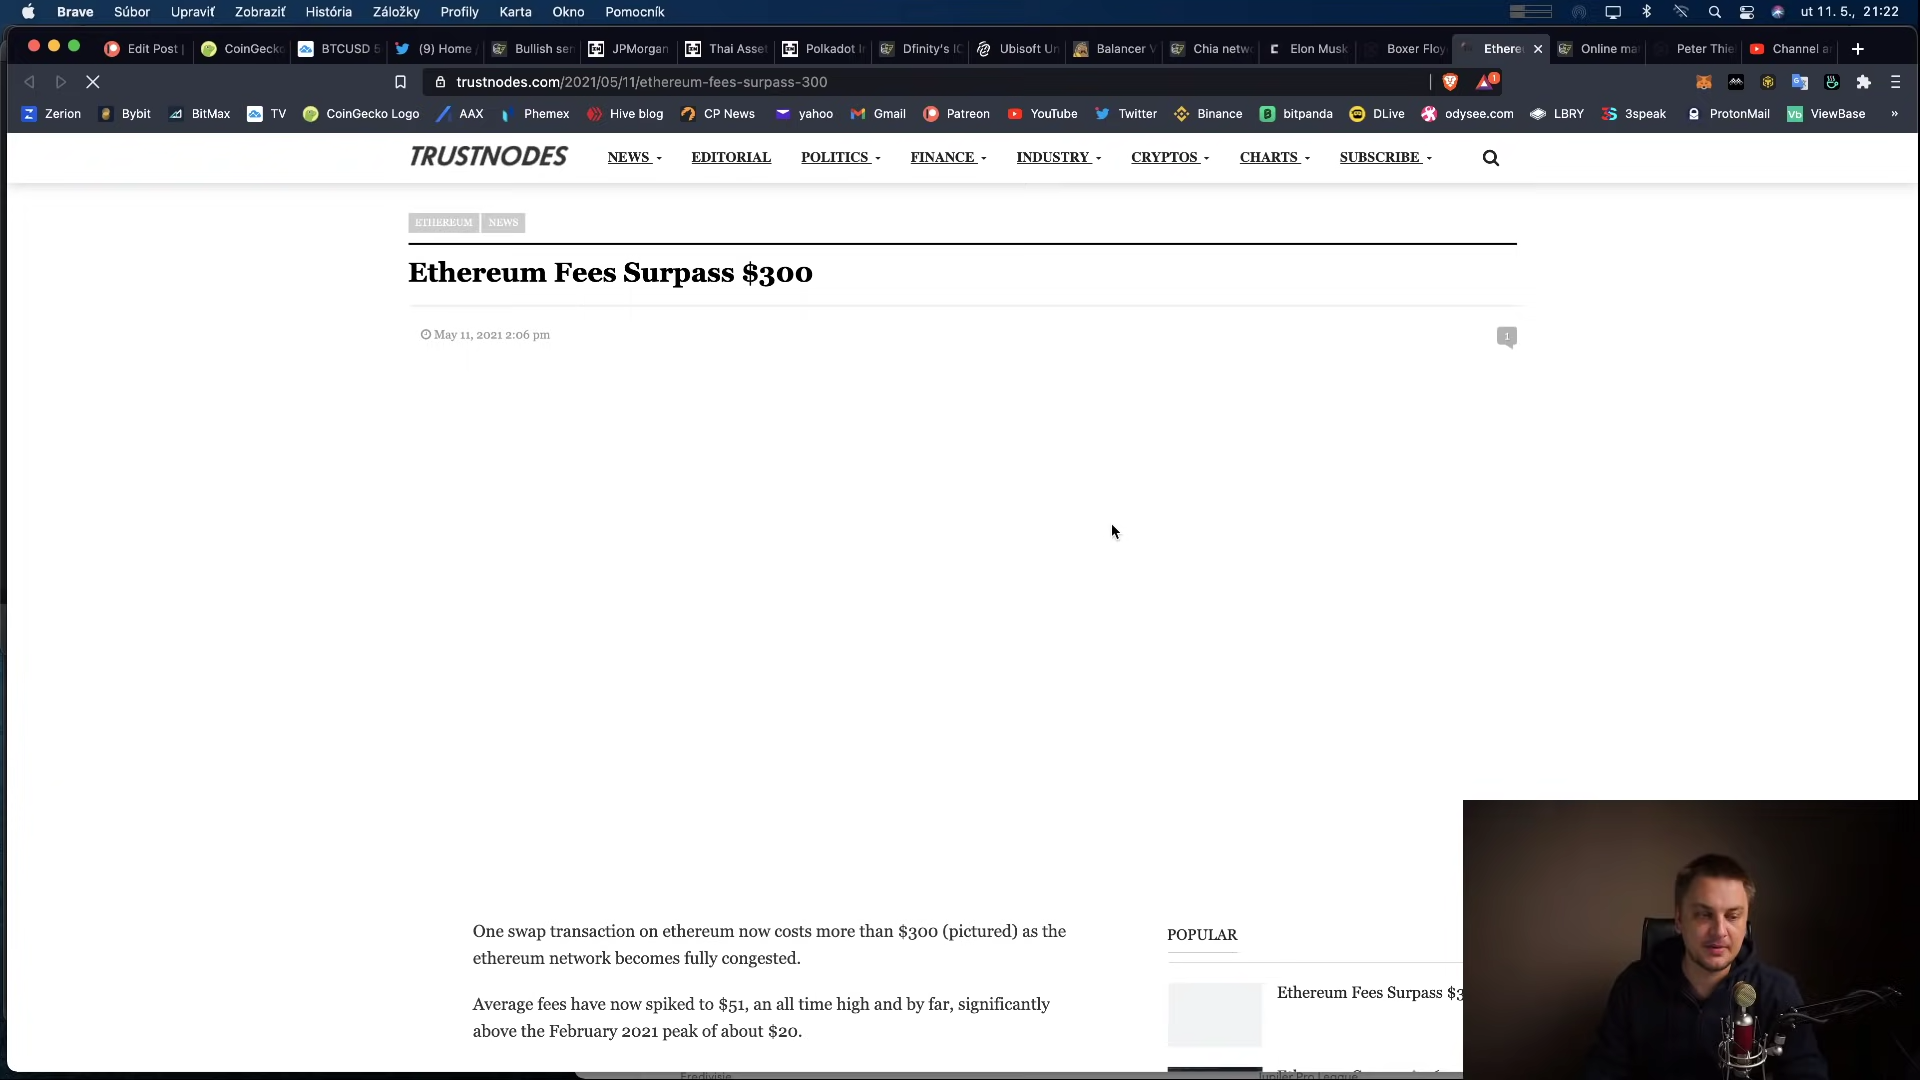 Brave Súbor Upraviť Zobraziť História Záložky Profily Karta Okno Pomocník ut 11. 5., 21:22
Edit Post CoinGecko BTCUSD (9) Home Bullish JPMorgan Thai Asset Polkadot Dfinity's Ubisoft Balancer Chia Elon Musk Boxer Ethere Online Peter Channel
trustnodes.com/2021/05/11/ethereum-fees-surpass-300 1
Zerion Bybit BitMax TV CoinGecko Logo AAX Phemex Hive blog CP News yahoo Gmail Patreon YouTube Twitter Binance bitpanda DLive odysee.com LBRY 3speak ProtonMail ViewBase »
TRUSTNODES NEWS EDITORIAL POLITICS FINANCE INDUSTRY CRYPTOS CHARTS SUBSCRIBE
ETHEREUM NEWS
Ethereum Fees Surpass $300
May 11, 2021 2:06 pm 1
One swap transaction on ethereum now costs more than $300 (pictured) as the
ethereum network becomes fully congested.
Average fees have now spiked to $51, an all time high and by far, significantly
above the February 2021 peak of about $20.
POPULAR
Ethereum Fees Surpass $3